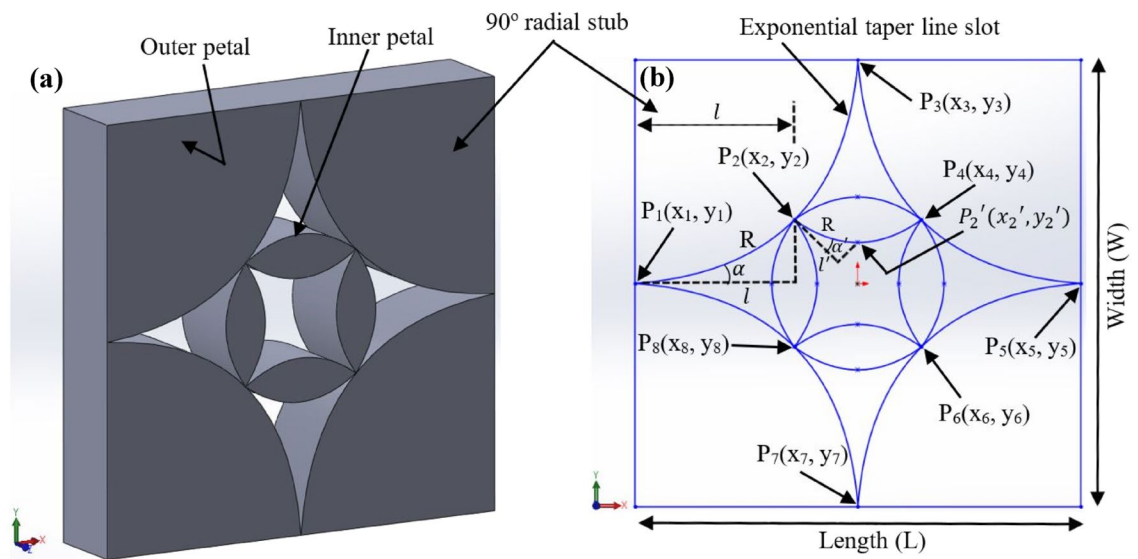 90º radial stub
Outer petal
Inner petal
Exponential taper line slot
(a)
(b)
P3(x3, y3)
l
P2(x2, y2)
P4(x4, y4)
P1(x1, y1)
P2′(x2′, y2′)
R
R
α′
α
l′
l
Width (W)
P8(x8, y8)
P5(x5, y5)
P6(x6, y6)
P7(x7, y7)
Length (L)
Y
X
Z
Y
X